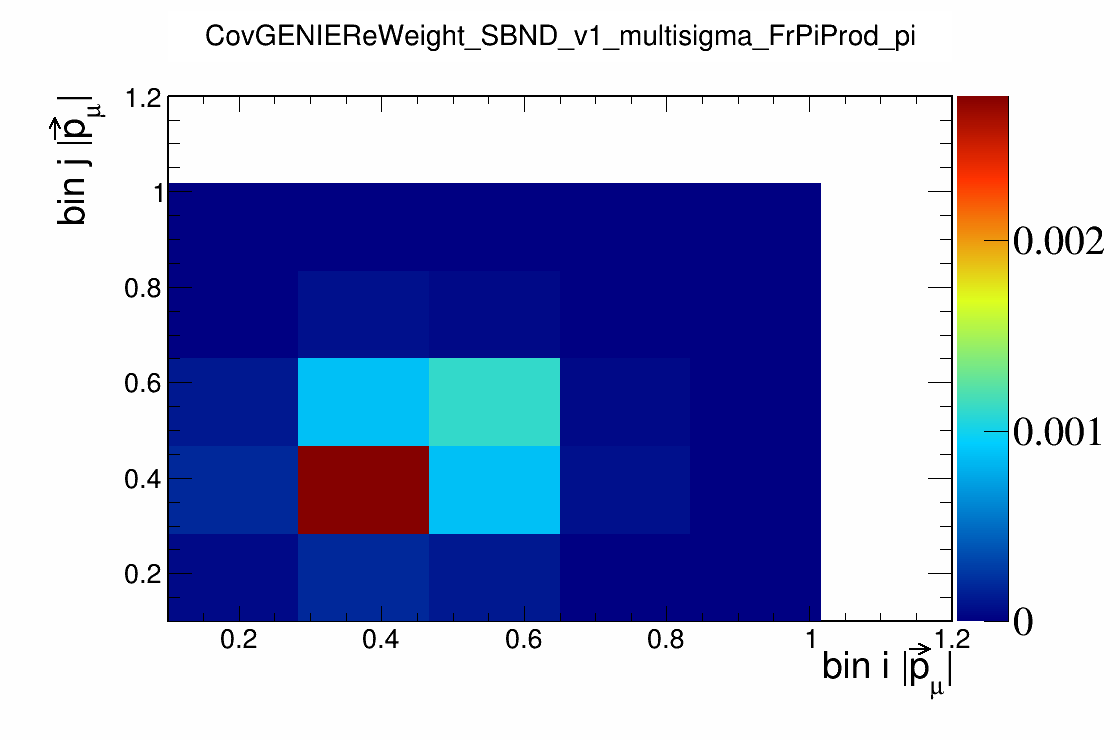 CovGENIEReWeight_SBND_v1_multisigma_FrPiProd_pi
bin j |p⃗μ|
1.2
1
0.8
0.6
0.4
0.2
0.2 0.4 0.6 0.8 1 1.2
bin i |p⃗μ|
0.002
0.001
0